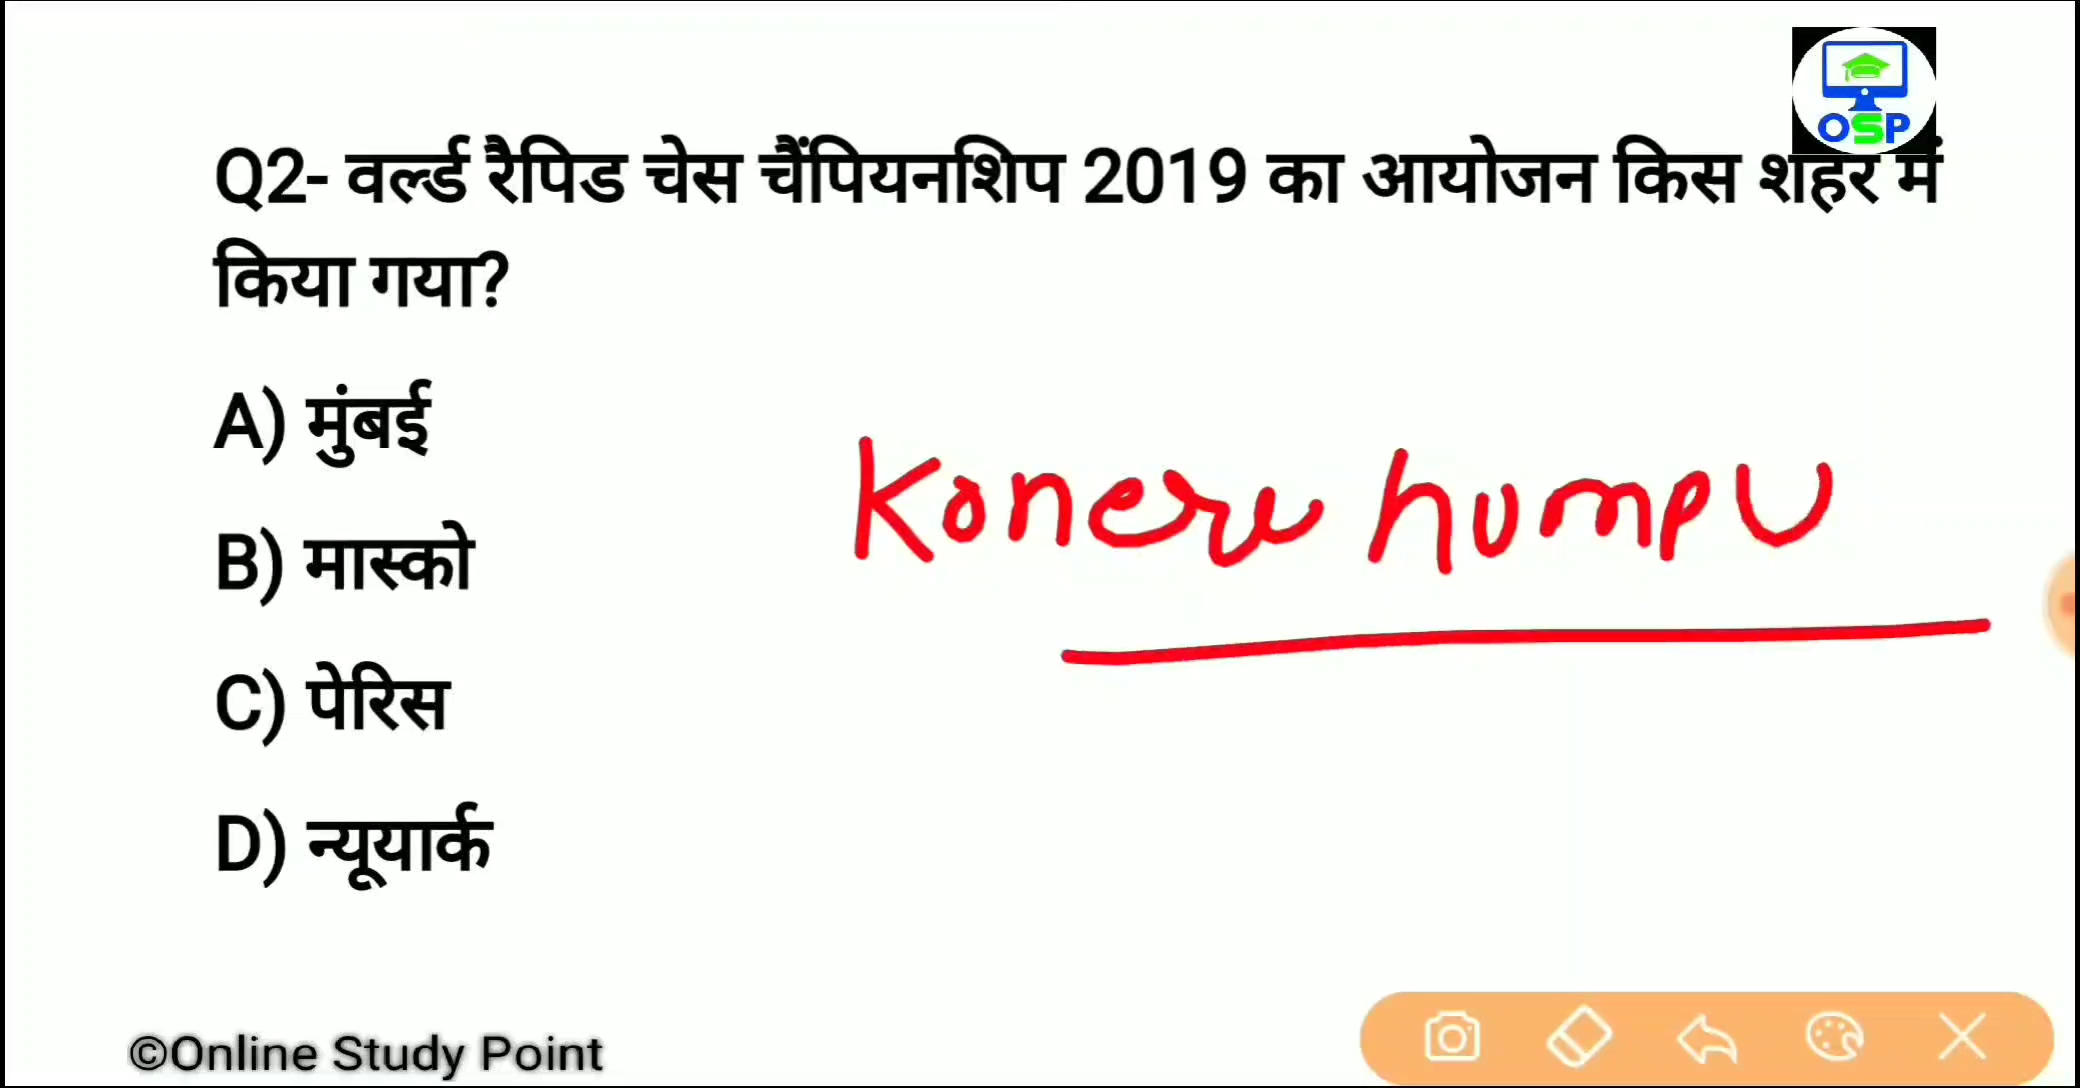 OSP
Q2- वर्ल्ड रैपिड चेस चैंपियनशिप 2019 का आयोजन किस शहर में
किया गया?
A) मुंबई
Koneru humpu
B) मास्को
C) पेरिस
D) न्यूयार्क
©Online Study Point